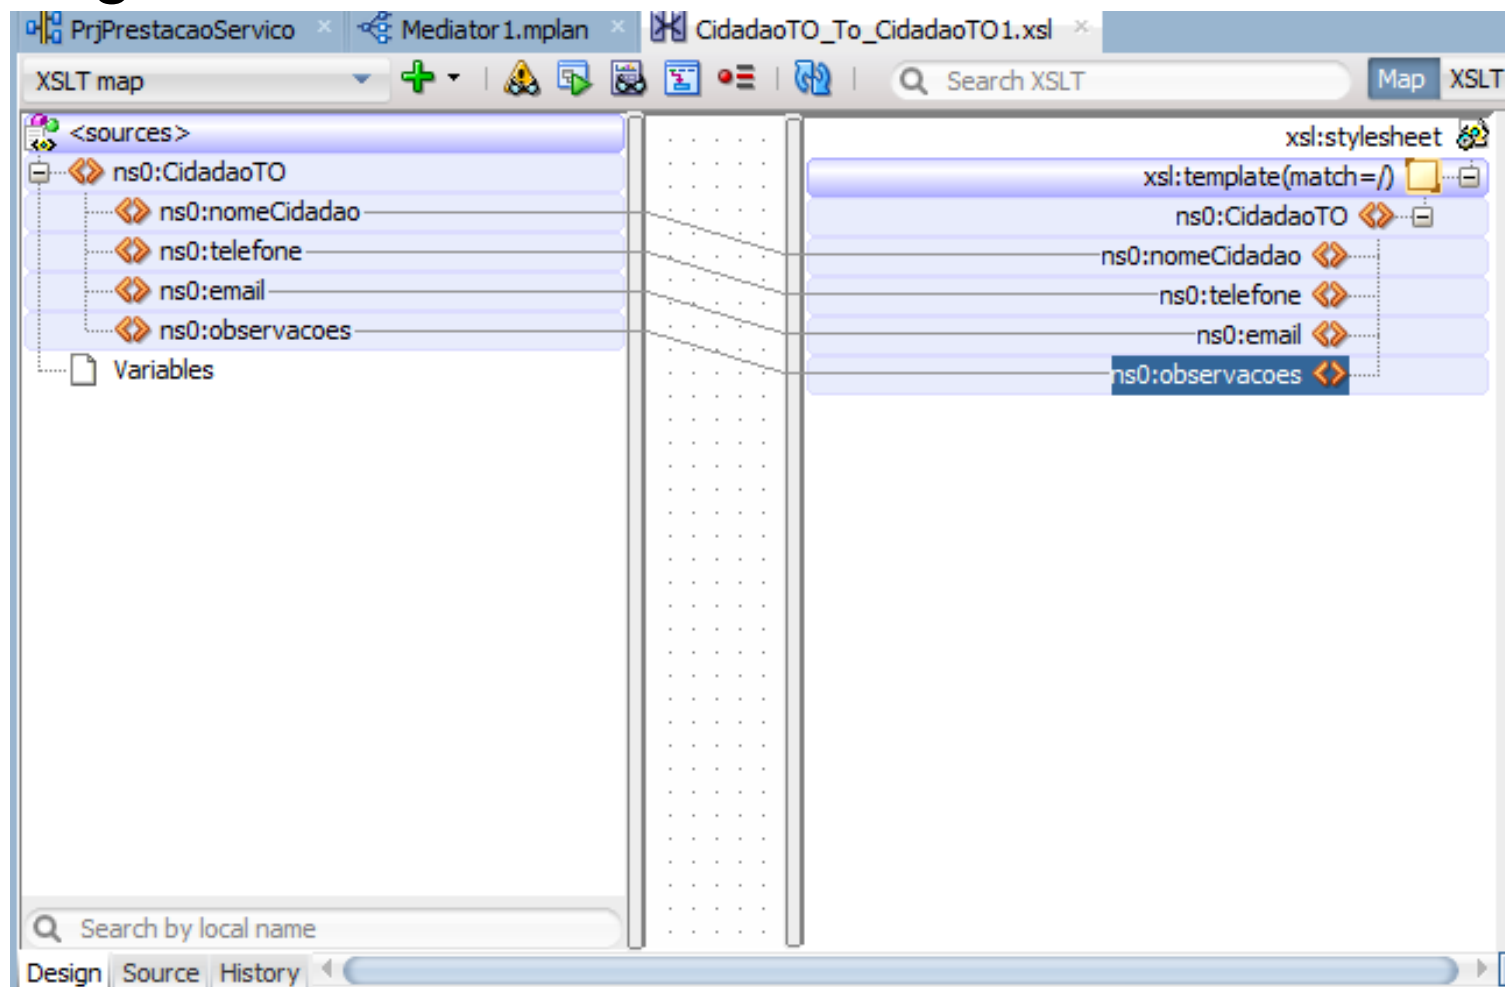 PrjPrestacaoServico Mediator1.mplan CidadaoTO_To_CidadaoTO1.xsl
XSLT map Search XSLT Map XSLT
<sources>
ns0:CidadaoTO
ns0:nomeCidadao
ns0:telefone
ns0:email
ns0:observacoes
Variables
xsl:stylesheet
xsl:template(match=/)
ns0:CidadaoTO
ns0:nomeCidadao
ns0:telefone
ns0:email
ns0:observacoes
Search by local name
Design Source History